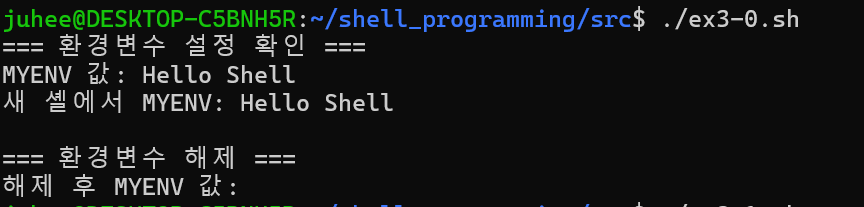 juhee@DESKTOP-C5BNH5R:~/shell_programming/src$ ./ex3-0.sh
=== 환경변수 설정 확인 ===
MYENV 값: Hello Shell
새 셸에서 MYENV: Hello Shell
=== 환경변수 해제 ===
해제 후 MYENV 값: